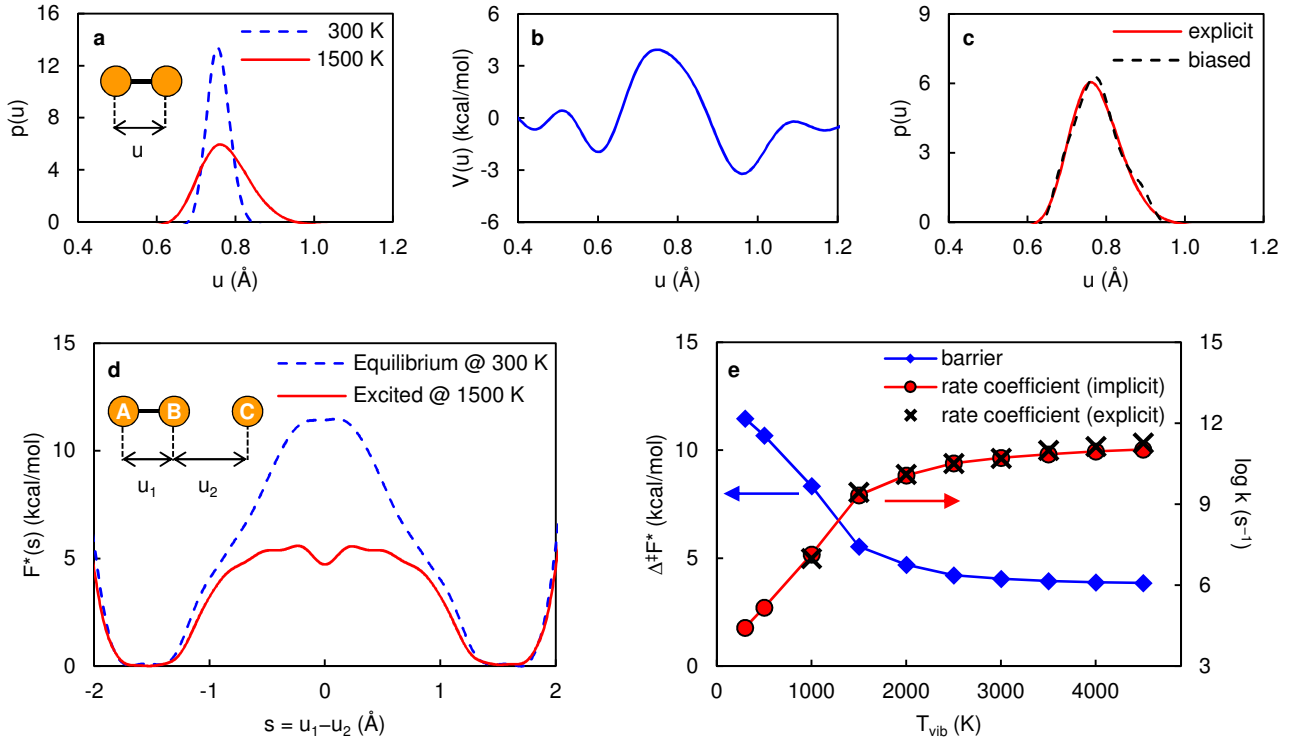 a
300 K
1500 K
16
12
8
4
0
p(u)
u
0.4 0.6 0.8 1.0 1.2
u (Å)
b
6
3
0
-3
-6
V(u) (kcal/mol)
0.4 0.6 0.8 1.0 1.2
u (Å)
c
explicit
biased
9
6
3
0
p(u)
0.4 0.6 0.8 1.0 1.2
u (Å)
d
Equilibrium @ 300 K
Excited @ 1500 K
A B C
u₁ u₂
15
10
5
0
F*(s) (kcal/mol)
-2 -1 0 1 2
s = u₁–u₂ (Å)
e
barrier
rate coefficient (implicit)
rate coefficient (explicit)
15
10
5
0
Δ‡F* (kcal/mol)
15
12
9
6
3
log k (s⁻¹)
0 1000 2000 3000 4000
Tvib (K)